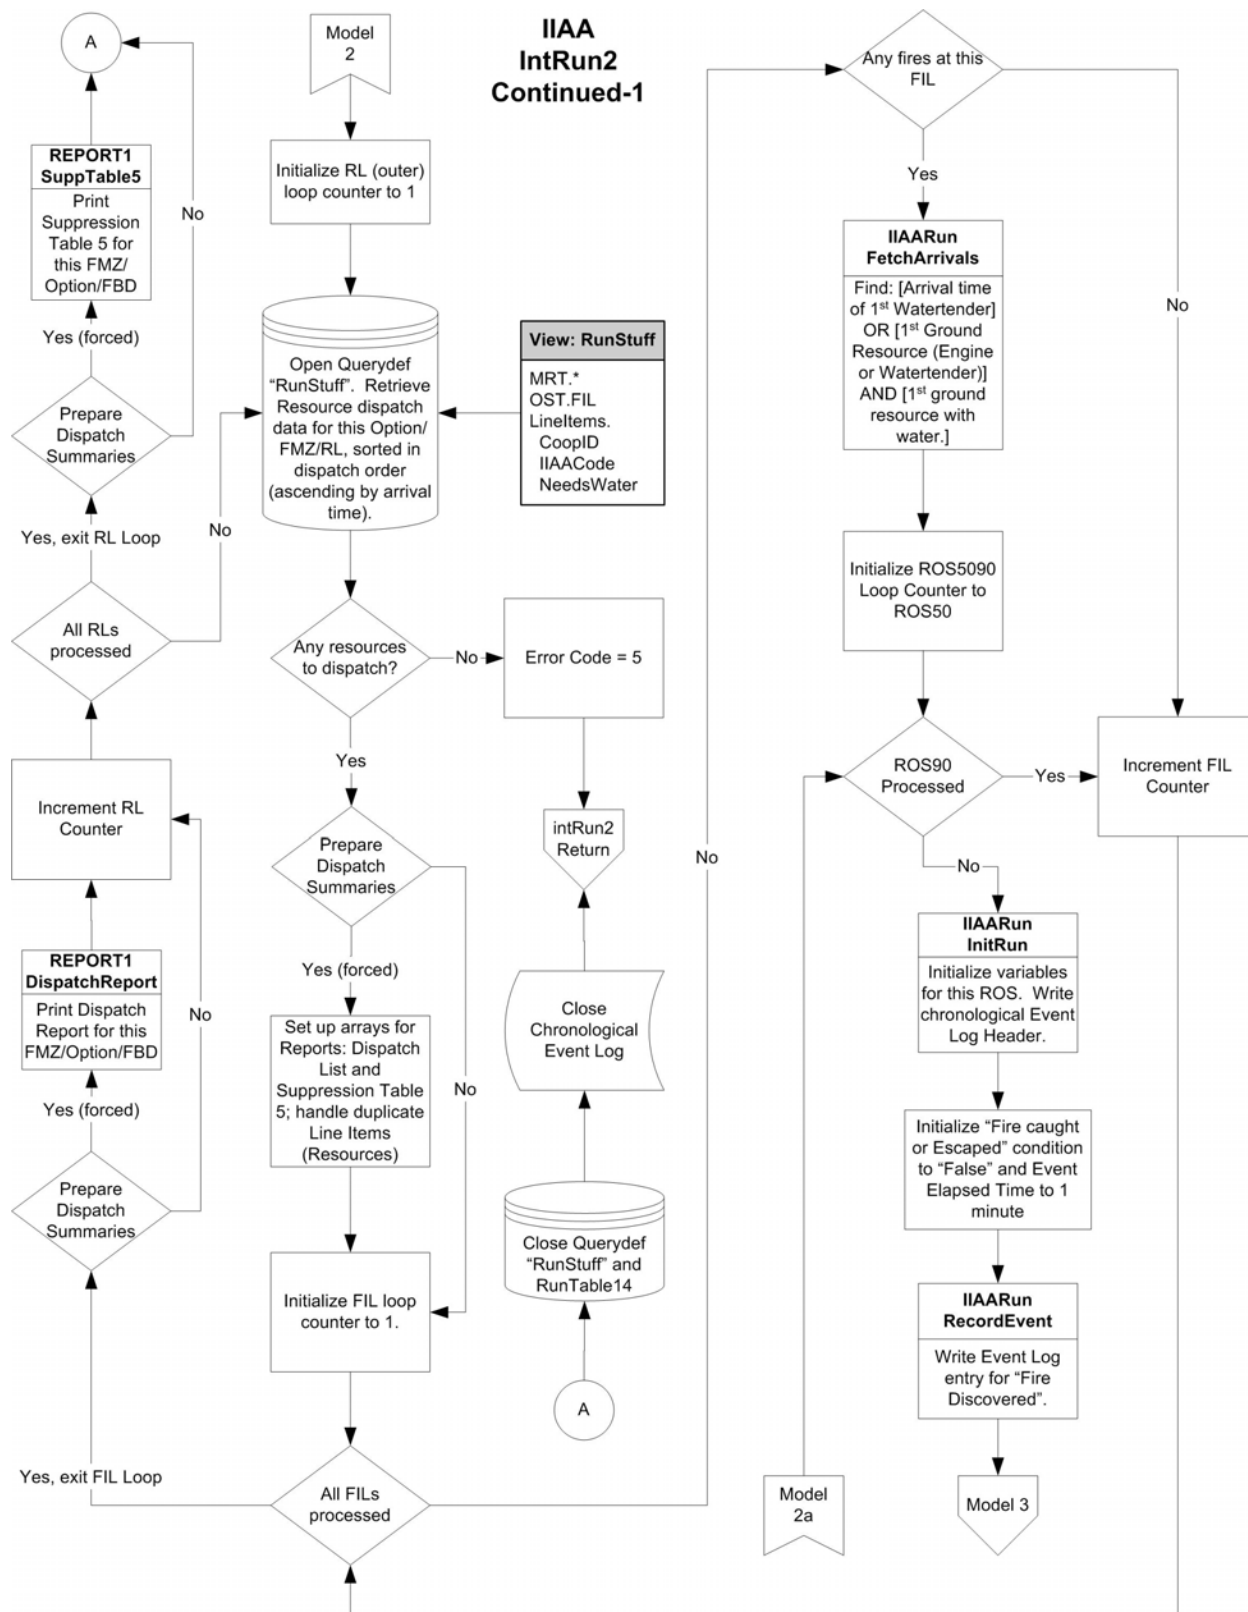 IIAA
IntRun2
Continued-1
A
REPORT1
SuppTable5
Print
Suppression
Table 5 for
this FMZ/
Option/FBD
No
Yes (forced)
Prepare
Dispatch
Summaries
Yes, exit RL Loop
No
All RLs
processed
Increment RL
Counter
REPORT1
DispatchReport
Print Dispatch
Report for this
FMZ/Option/FBD
No
Yes (forced)
Prepare
Dispatch
Summaries
Yes, exit FIL Loop
Model
2
Initialize RL (outer)
loop counter to 1
Open Querydef
“RunStuff”. Retrieve
Resource dispatch
data for this Option/
FMZ/RL, sorted in
dispatch order
(ascending by arrival
time).
View: RunStuff
MRT.*
OST.FIL
LineItems.
CoopID
IIAACode
NeedsWater
Any resources
to dispatch?
No
Error Code = 5
Yes
intRun2
Return
Prepare
Dispatch
Summaries
Yes (forced)
No
Set up arrays for
Reports: Dispatch
List and
Suppression Table
5; handle duplicate
Line Items
(Resources)
Close
Chronological
Event Log
Close Querydef
“RunStuff” and
RunTable14
A
Initialize FIL loop
counter to 1.
All FILs
processed
No
Any fires at this
FIL
Yes
No
IIAARun
FetchArrivals
Find: [Arrival time
of 1st Watertender]
OR [1st Ground
Resource (Engine
or Watertender)]
AND [1st ground
resource with
water.]
Initialize ROS5090
Loop Counter to
ROS50
ROS90
Processed
Yes
Increment FIL
Counter
No
IIAARun
InitRun
Initialize variables
for this ROS. Write
chronological Event
Log Header.
Initialize “Fire caught
or Escaped” condition
to “False” and Event
Elapsed Time to 1
minute
IIAARun
RecordEvent
Write Event Log
entry for “Fire
Discovered”.
Model
2a
Model 3